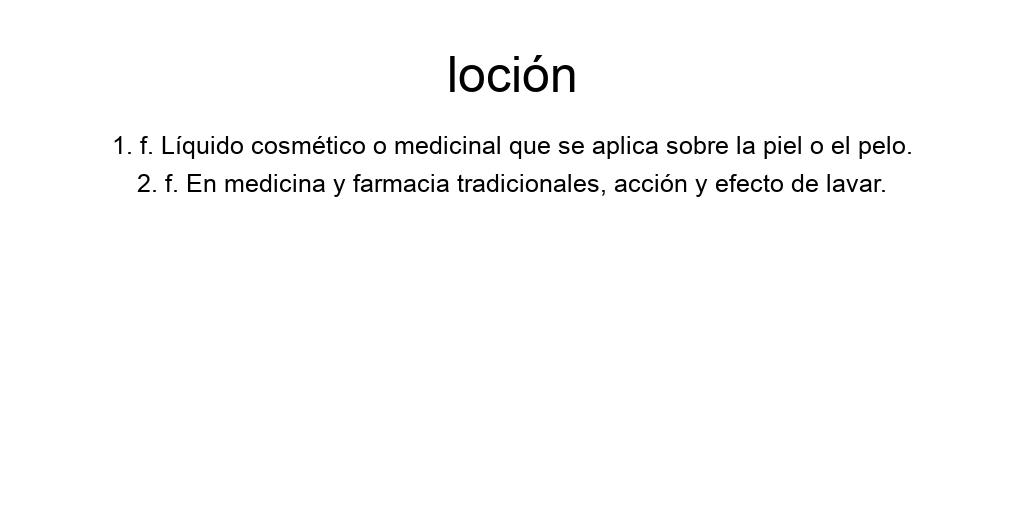 loción
1. f. Líquido cosmético o medicinal que se aplica sobre la piel o el pelo.
2. f. En medicina y farmacia tradicionales, acción y efecto de lavar.